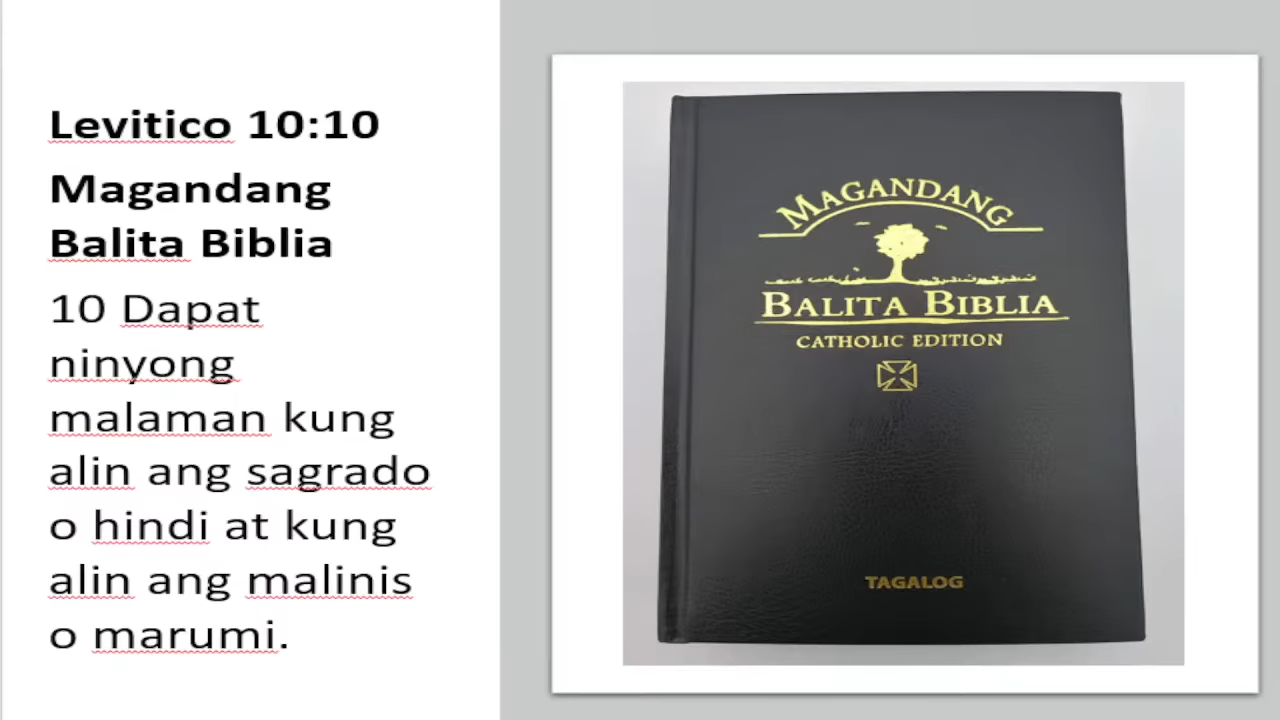 Levitico 10:10
Magandang
Balita Biblia
10 Dapat
ninyong
malaman kung
alin ang sagrado
o hindi at kung
alin ang malinis
o marumi.
MAGANDANG
BALITA BIBLIA
CATHOLIC EDITION
TAGALOG